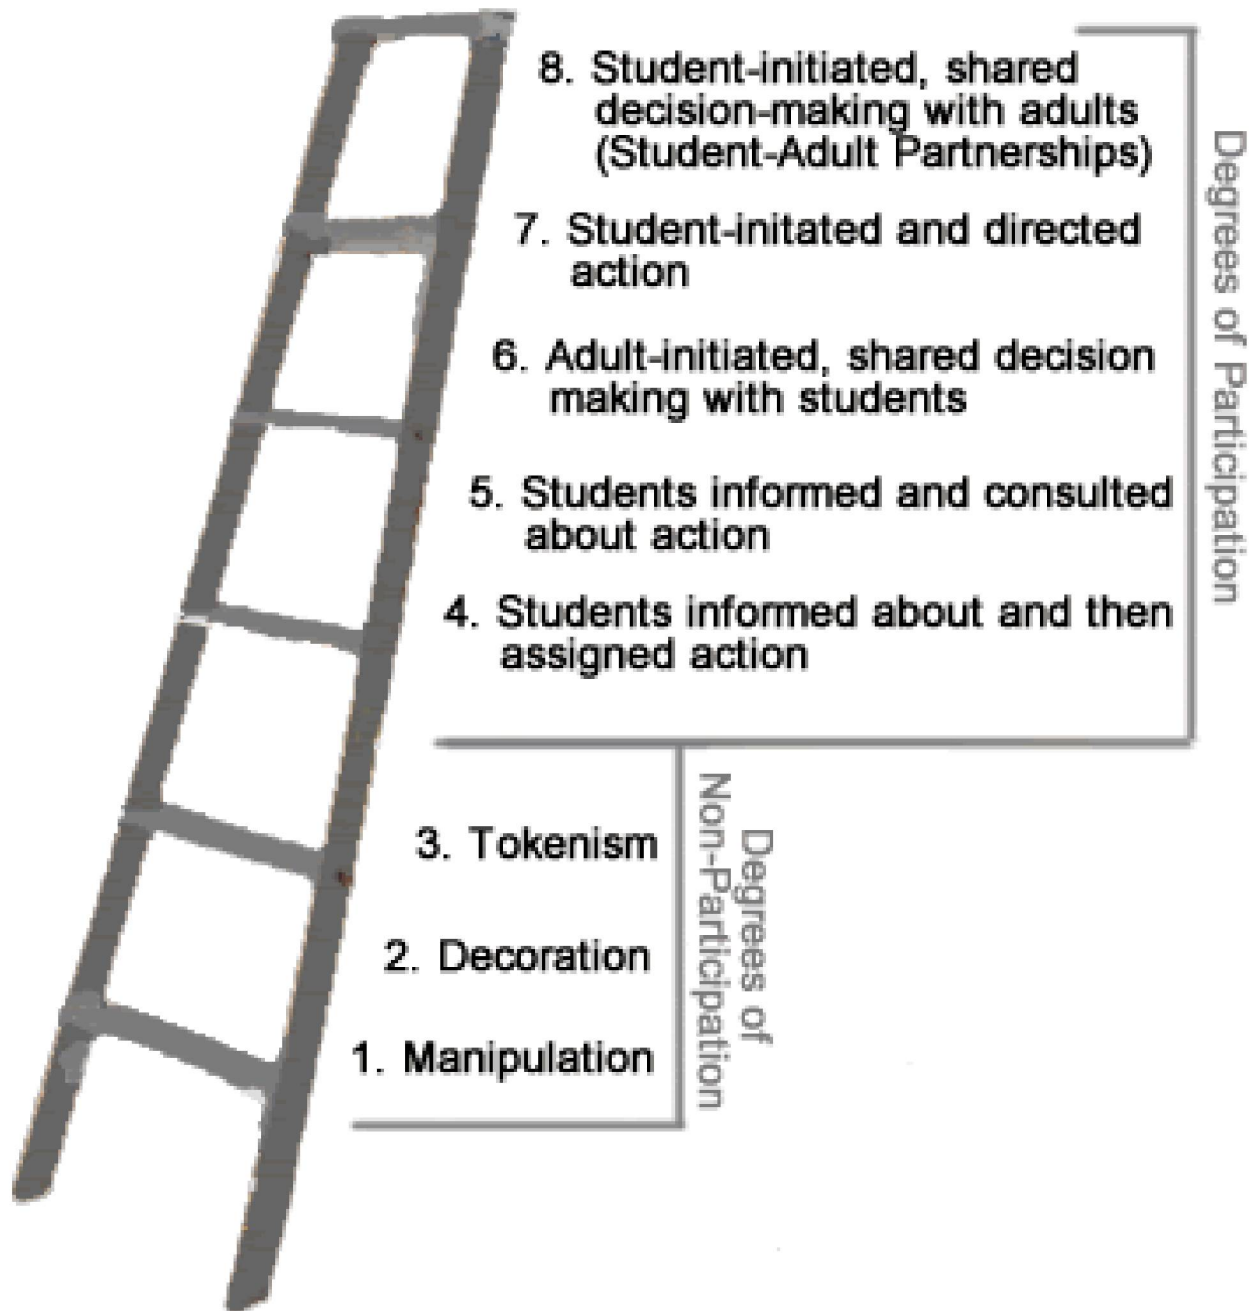 8. Student-initiated, shared
decision-making with adults
(Student-Adult Partnerships)
7. Student-initated and directed
action
6. Adult-initiated, shared decision
making with students
5. Students informed and consulted
about action
4. Students informed about and then
assigned action
Degrees of Participation
3. Tokenism
2. Decoration
1. Manipulation
Degrees of
Non-Participation